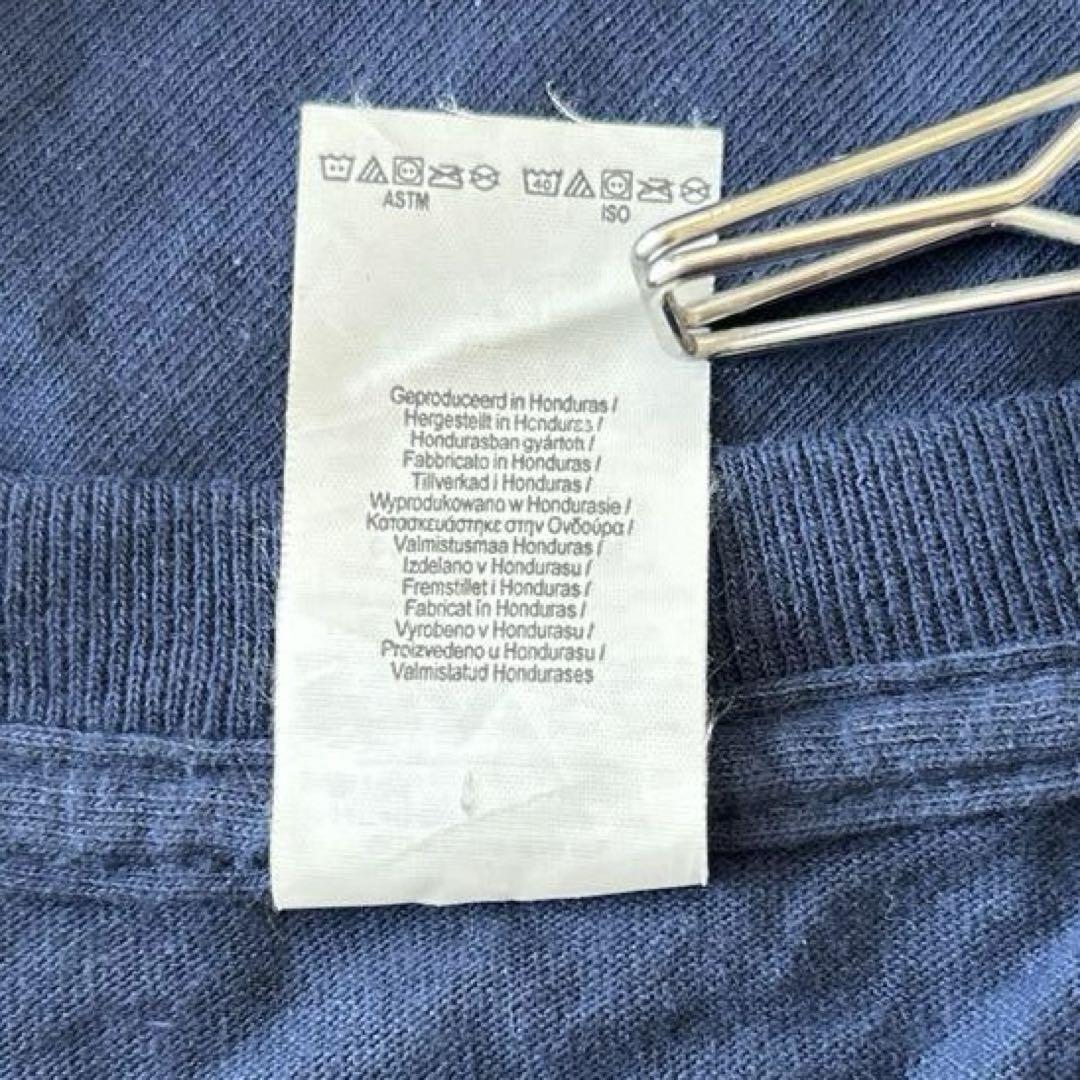 40
ASTM ISO
Geproduceerd in Honduras /
Hergestellt in Honduras /
Hondurasban gyártott /
Fabbricato in Honduras /
Tillverkad i Honduras /
Wyprodukowano w Hondurasie /
Κατασκευάστηκε στην Ονδούρα /
Valmistusmaa Honduras /
Izdelano v Hondurasu /
Fremstillet i Honduras /
Fabricat în Honduras /
Vyrobeno v Hondurasu /
Proizvedeno u Hondurasu /
Valmistatud Hondurases